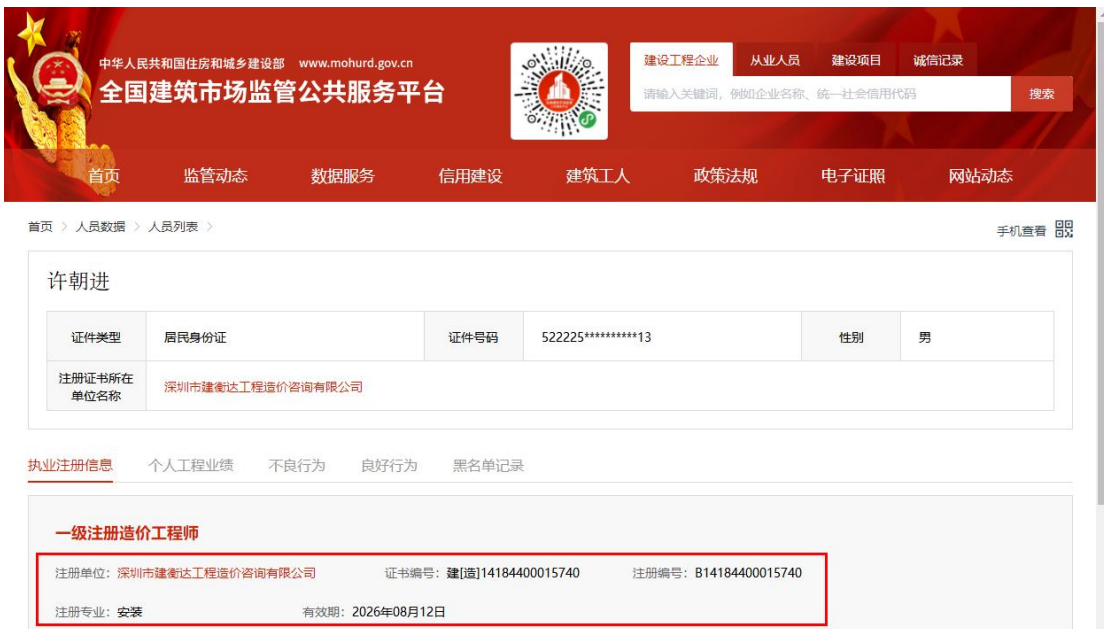 中华人民共和国住房和城乡建设部 www.mohurd.gov.cn
全国建筑市场监管公共服务平台
建设工程企业 从业人员 建设项目 诚信记录
请输入关键词，例如企业名称、统一社会信用代码 搜索
首页 监管动态 数据服务 信用建设 建筑工人 政策法规 电子证照 网站动态
首页 > 人员数据 > 人员列表 >
手机查看
许朝进
证件类型 居民身份证 证件号码 522225**********13 性别 男
注册证书所在
单位名称 深圳市建衡达工程造价咨询有限公司
执业注册信息 个人工程业绩 不良行为 良好行为 黑名单记录
一级注册造价工程师
注册单位：深圳市建衡达工程造价咨询有限公司 证书编号：建[造]14184400015740 注册编号：B14184400015740
注册专业：安装 有效期：2026年08月12日